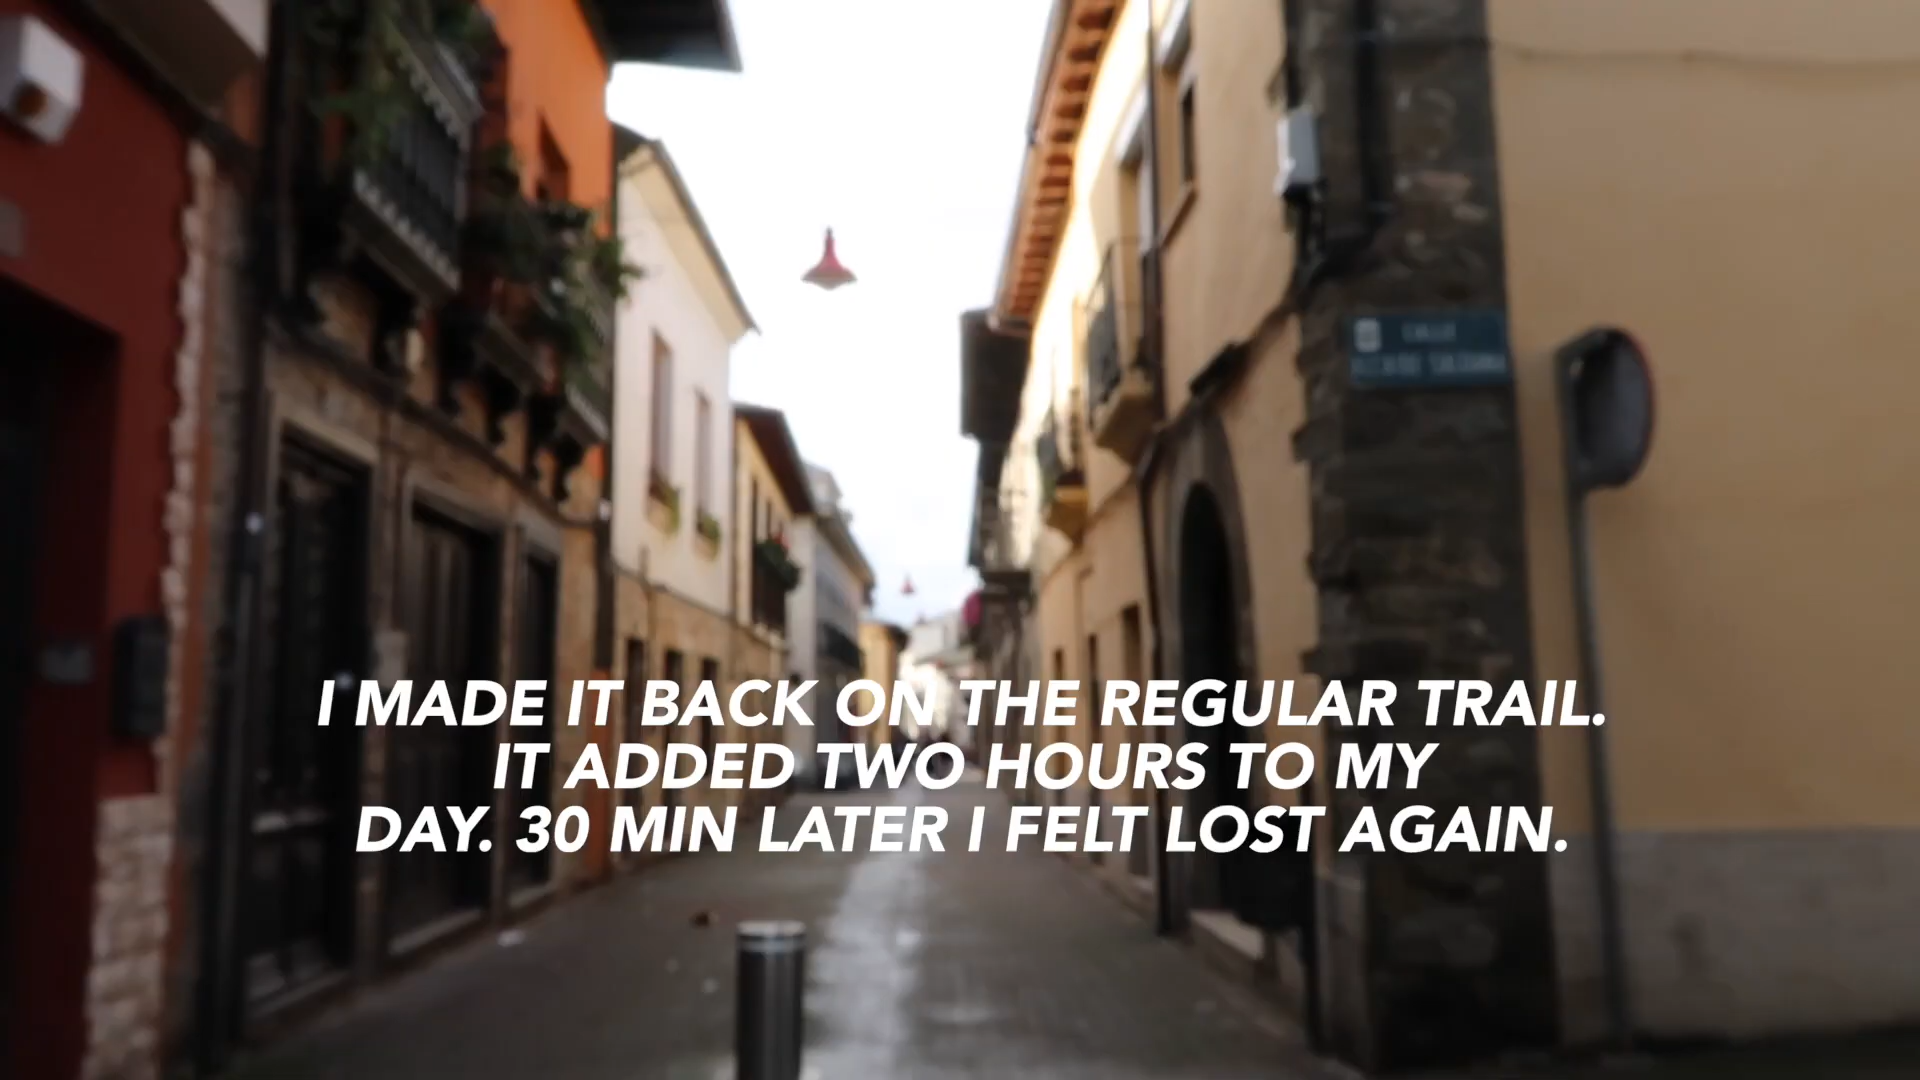 CALLE
I MADE IT BACK ON THE REGULAR TRAIL.
IT ADDED TWO HOURS TO MY
DAY. 30 MIN LATER I FELT LOST AGAIN.